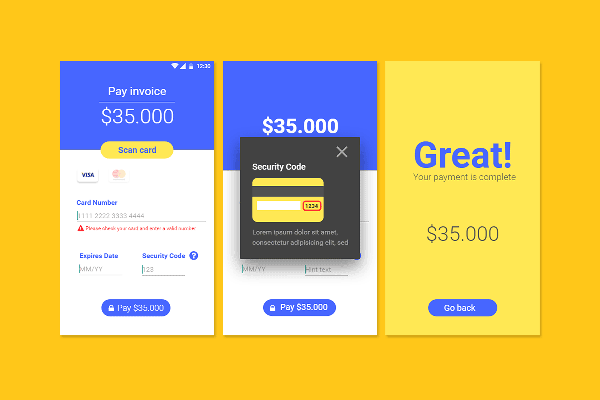 12:30
Pay invoice
$35.000
Scan card
VISA
Card Number
1111 2222 3333 4444
Please check your card and enter a valid number
Expires Date
Security Code ?
MM/YY
123
Pay $35.000
$35.000
Security Code
1234
Lorem ipsum dolor sit amet,
consectetur adipisicing elit, sed
MM/YY
Hint text
Pay $35.000
Great!
Your payment is complete
$35.000
Go back